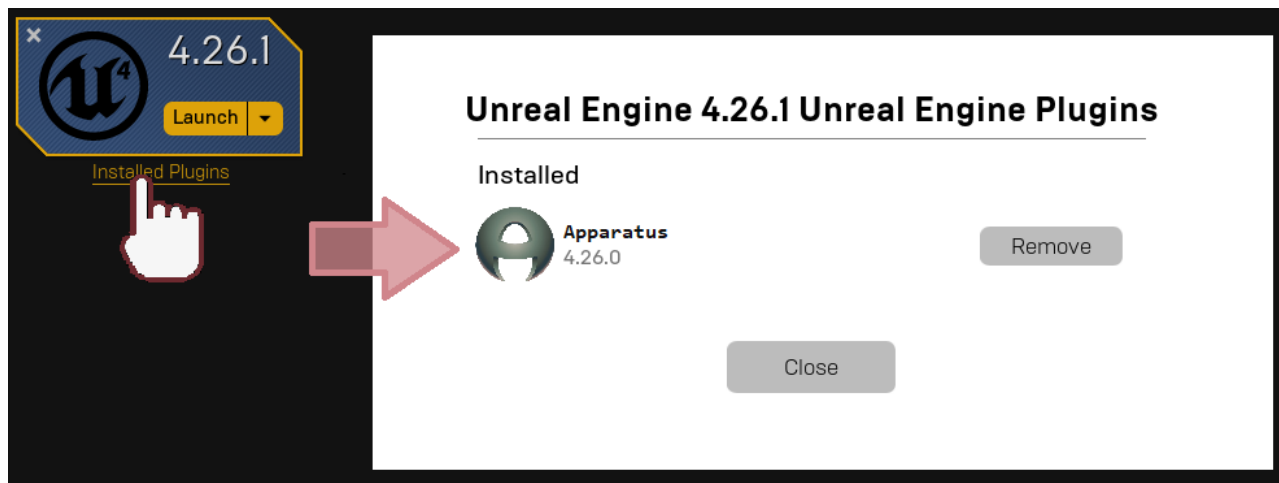 4.26.1
Launch
Installed Plugins
Unreal Engine 4.26.1 Unreal Engine Plugins
Installed
Apparatus
4.26.0
Remove
Close